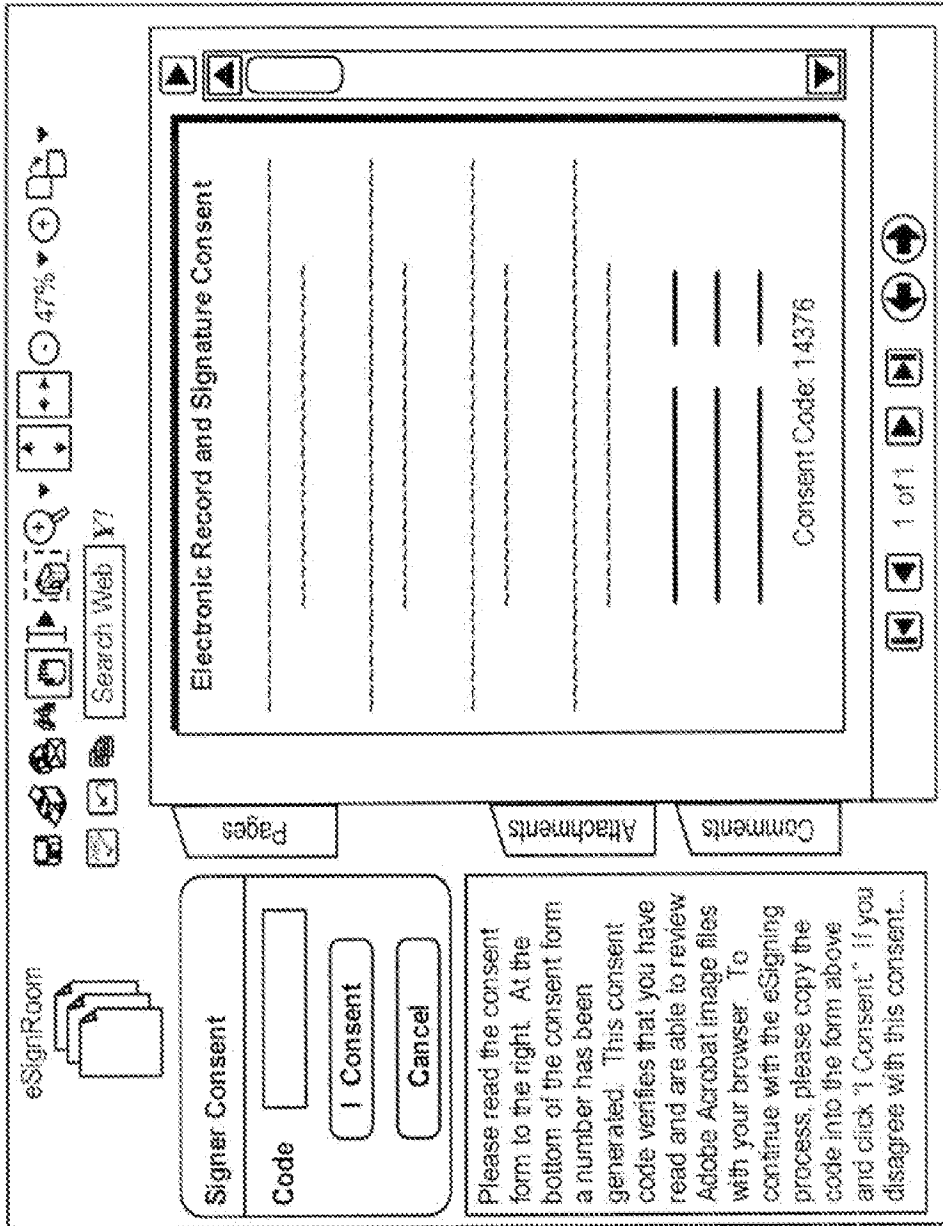 eSignRoom
47%
Search Web Y?
Signer Consent
Code
I Consent
Cancel
Please read the consent
form to the right. At the
bottom of the consent form
a number has been
generated. This consent
code verifies that you have
read and are able to review
Adobe Acrobat image files
with your browser. To
continue with the eSigning
process, please copy the
code into the form above
and click "I Consent." If you
disagree with this consent...
Pages
Attachments
Comments
Electronic Record and Signature Consent
Consent Code: 14376
1 of 1